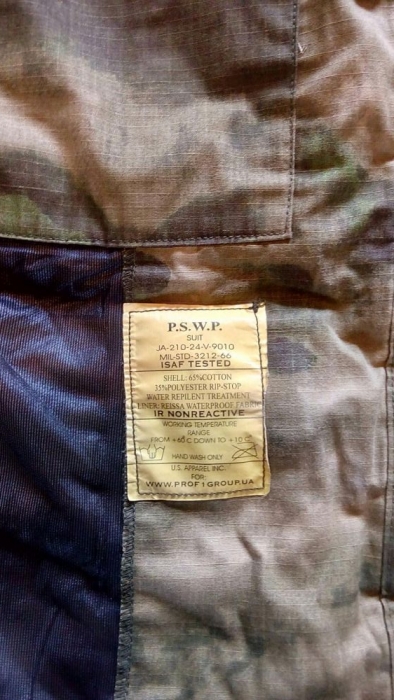 P.S.W.P.
SUIT
JA-210-24-V-9010
MIL-STD-3212-66
ISAF TESTED
SHELL: 65%COTTON
35%POLYESTER RIP-STOP
WATER REPILENT TREATMENT
LINER: REISSA WATERPROOF FABRIC
IR NONREACTIVE
WORKING TEMPERATURE
RANGE
FROM +60°C DOWN TO +10°C
HAND WASH ONLY
U.S. APPAREL INC.
FOR:
WWW.PROF1GROUP.UA